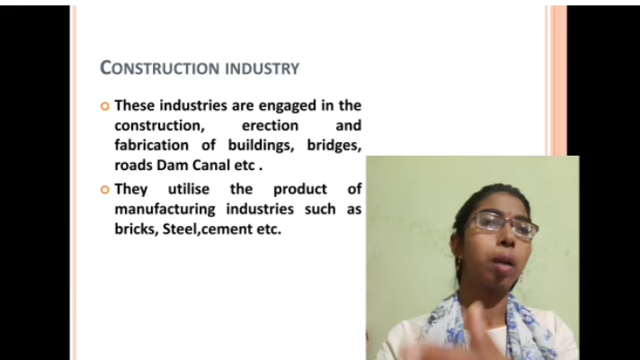 CONSTRUCTION INDUSTRY
These industries are engaged in the
construction, erection and
fabrication of buildings, bridges,
roads Dam Canal etc .
They utilise the product of
manufacturing industries such as
bricks, Steel,cement etc.